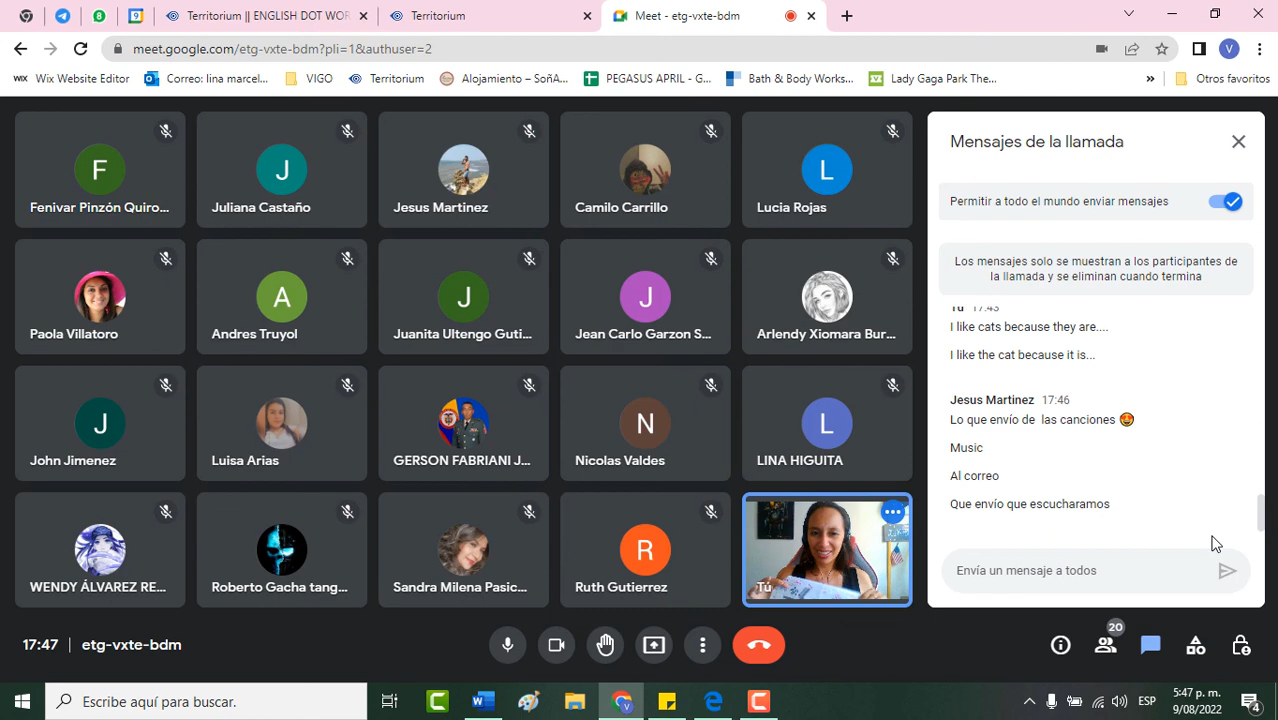 Territorium || ENGLISH DOT WOR
Territorium
Meet - etg-vxte-bdm
meet.google.com/etg-vxte-bdm?pli=1&authuser=2
V
Wix Website Editor
Correo: lina marcel...
VIGO
Territorium
Alojamiento – SoñA...
PEGASUS APRIL - G...
Bath & Body Works...
Lady Gaga Park The...
»
Otros favoritos
F
Fenivar Pinzón Quiro...
J
Juliana Castaño
Jesus Martinez
Camilo Carrillo
L
Lucia Rojas
Paola Villatoro
A
Andres Truyol
J
Juanita Ultengo Guti...
J
Jean Carlo Garzon S...
Arlendy Xiomara Bur...
J
John Jimenez
Luisa Arias
GERSON FABRIANI J...
N
Nicolas Valdes
L
LINA HIGUITA
WENDY ÁLVAREZ RE...
Roberto Gacha tang...
Sandra Milena Pasic...
R
Ruth Gutierrez
Tú
Mensajes de la llamada
Permitir a todo el mundo enviar mensajes
Los mensajes solo se muestran a los participantes de
la llamada y se eliminan cuando termina
Tú 17:43
I like cats because they are....
I like the cat because it is...
Jesus Martinez 17:46
Lo que envío de las canciones 🤩
Music
Al correo
Que envío que escucharamos
Envía un mensaje a todos
17:47 | etg-vxte-bdm
20
Escribe aquí para buscar.
ESP
5:47 p. m.
9/08/2022
4